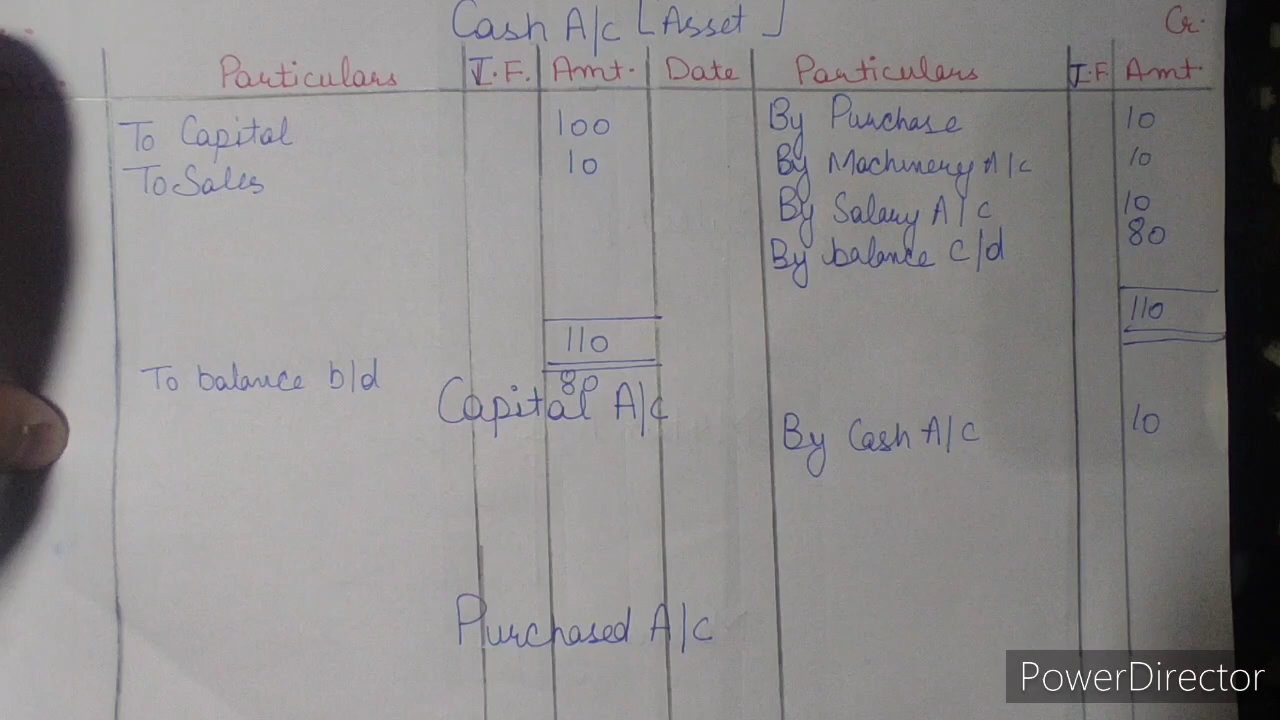 Cash A/c [Asset]
Cr.
Particulars I.F. Amt. Date Particulars I.F Amt.
To Capital 100 By Purchase 10
To Sales 10 By Machinery A/c 10
By Salary A/c 10
By balance c/d 80
110 110
To balance b/d 80
Capital A/c
By Cash A/c 10
Purchased A/c
PowerDirector